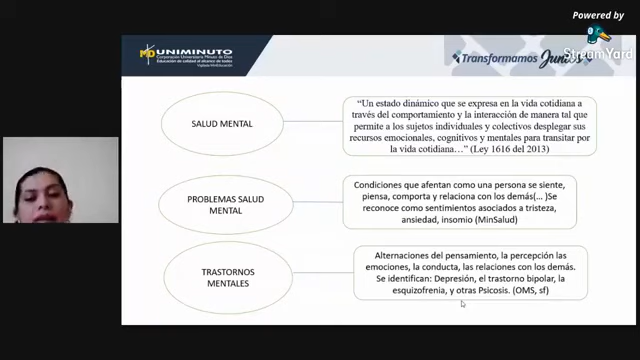 Powered by
StreamYard
UNIMINUTO
Corporación Universitaria Minuto de Dios
Educación de calidad al alcance de todos
Vigilada MinEducación
Transformamos Juntos
SALUD MENTAL
“Un estado dinámico que se expresa en la vida cotidiana a
través del comportamiento y la interacción de manera tal que
permite a los sujetos individuales y colectivos desplegar sus
recursos emocionales, cognitivos y mentales para transitar por
la vida cotidiana…” (Ley 1616 del 2013)
PROBLEMAS SALUD
MENTAL
Condiciones que afentan como una persona se siente,
piensa, comporta y relaciona con los demás(… )Se
reconoce como sentimientos asociados a tristeza,
ansiedad, insomio (MinSalud)
TRASTORNOS
MENTALES
Alternaciones del pensamiento, la percepción las
emociones, la conducta, las relaciones con los demás.
Se identifican: Depresión, el trastorno bipolar, la
esquizofrenia, y otras Psicosis. (OMS, sf)